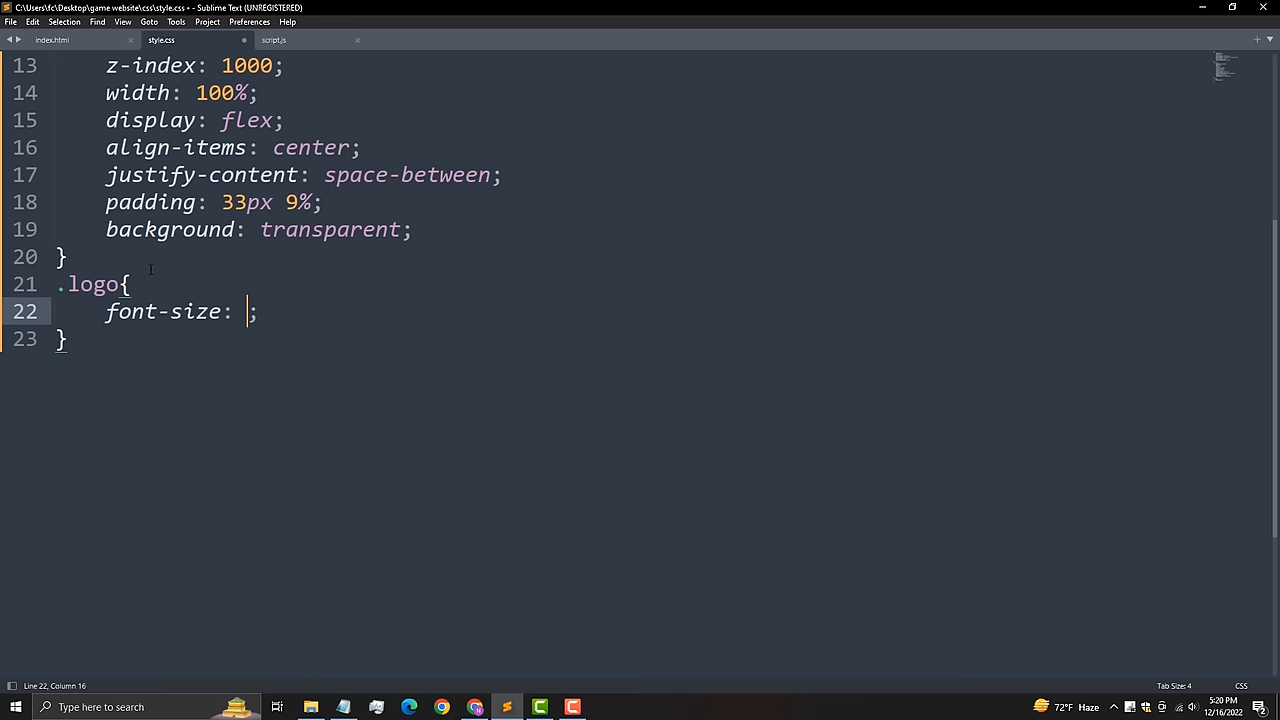 C:\Users\fc\Desktop\game website\css\style.css • - Sublime Text (UNREGISTERED)
File Edit Selection Find View Goto Tools Project Preferences Help
index.html style.css script.js
13 z-index: 1000;
14 width: 100%;
15 display: flex;
16 align-items: center;
17 justify-content: space-between;
18 padding: 33px 9%;
19 background: transparent;
20 }
21 .logo{
22 font-size: ;
23 }
Line 22, Column 16 Tab Size: 4 CSS
Type here to search 72°F Haze 5:20 PM
12/16/2022